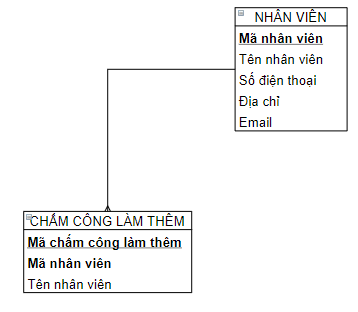 NHÂN VIÊN
Mã nhân viên
Tên nhân viên
Số điện thoại
Địa chỉ
Email
CHẤM CÔNG LÀM THÊM
Mã chấm công làm thêm
Mã nhân viên
Tên nhân viên